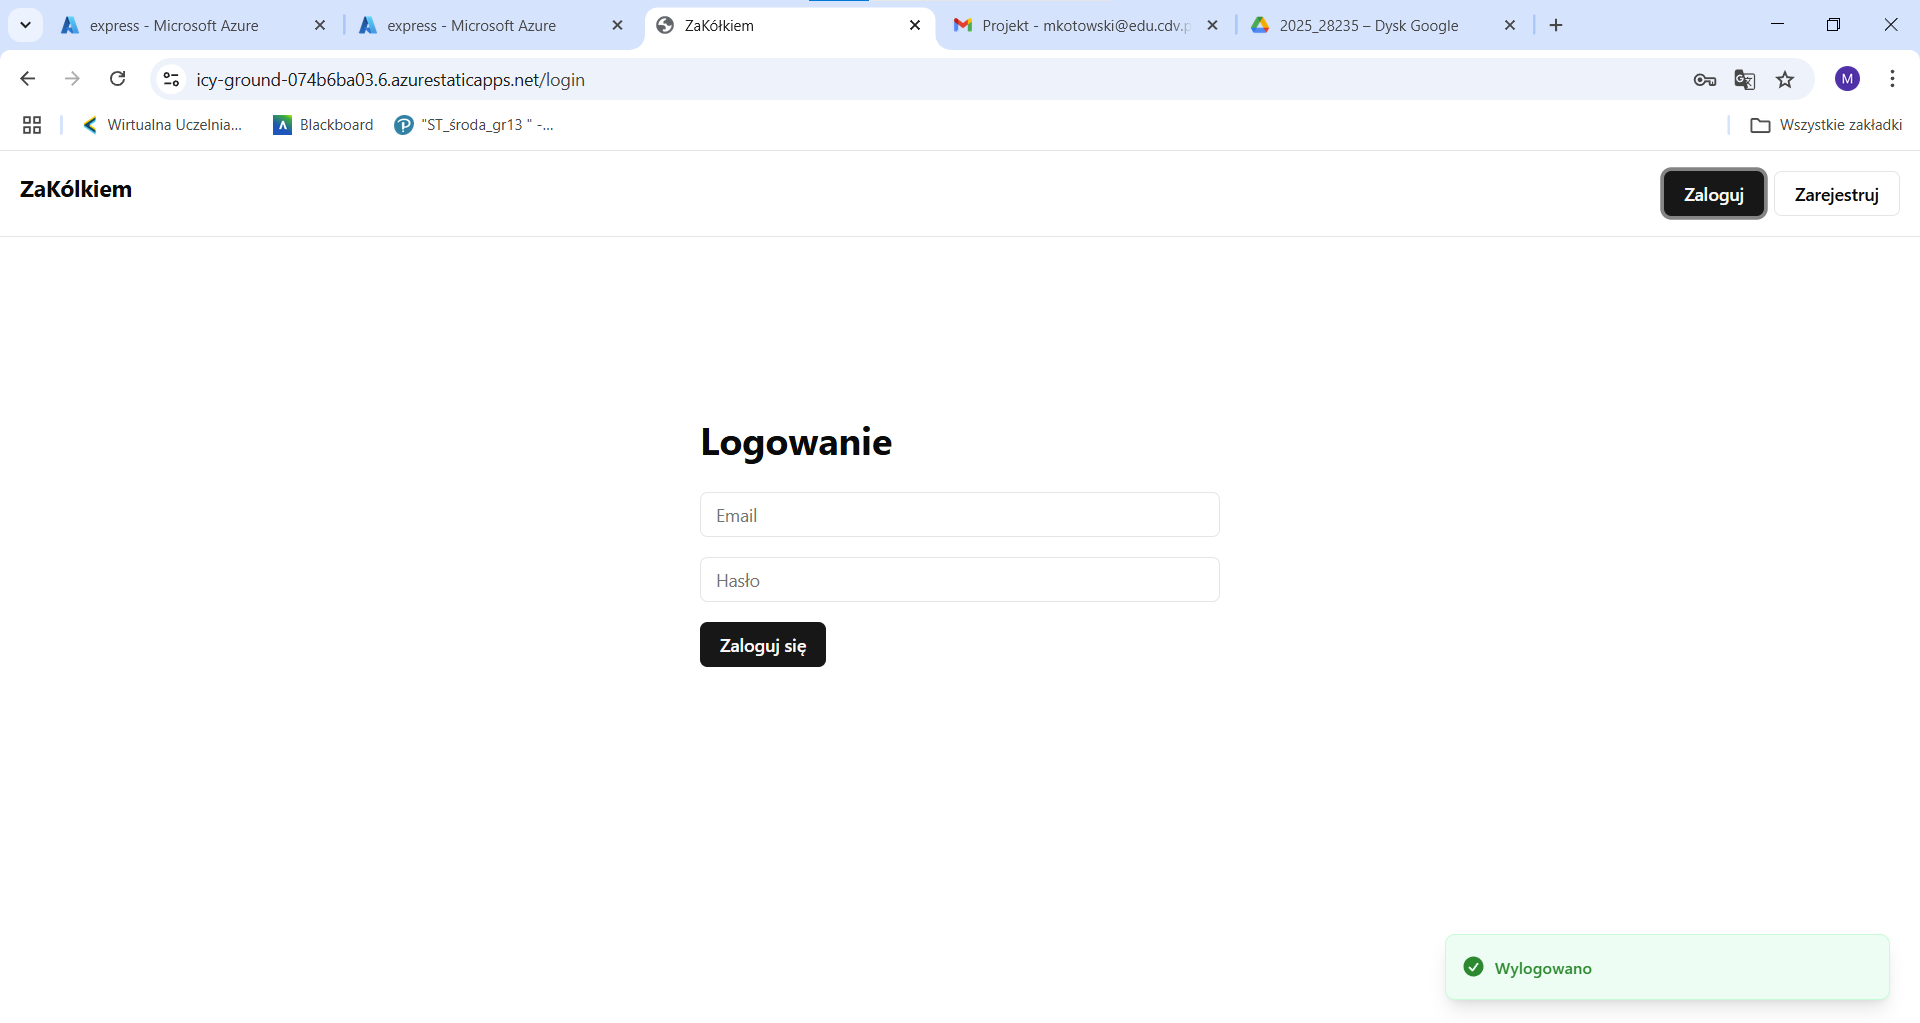 express - Microsoft Azure
express - Microsoft Azure
ZaKółkiem
Projekt - mkotowski@edu.cdv.p
2025_28235 – Dysk Google
icy-ground-074b6ba03.6.azurestaticapps.net/login
M
Wirtualna Uczelnia...
Blackboard
"ST_środa_gr13 " -...
Wszystkie zakładki
ZaKólkiem
Zaloguj
Zarejestruj
Logowanie
Email
Hasło
Zaloguj się
Wylogowano